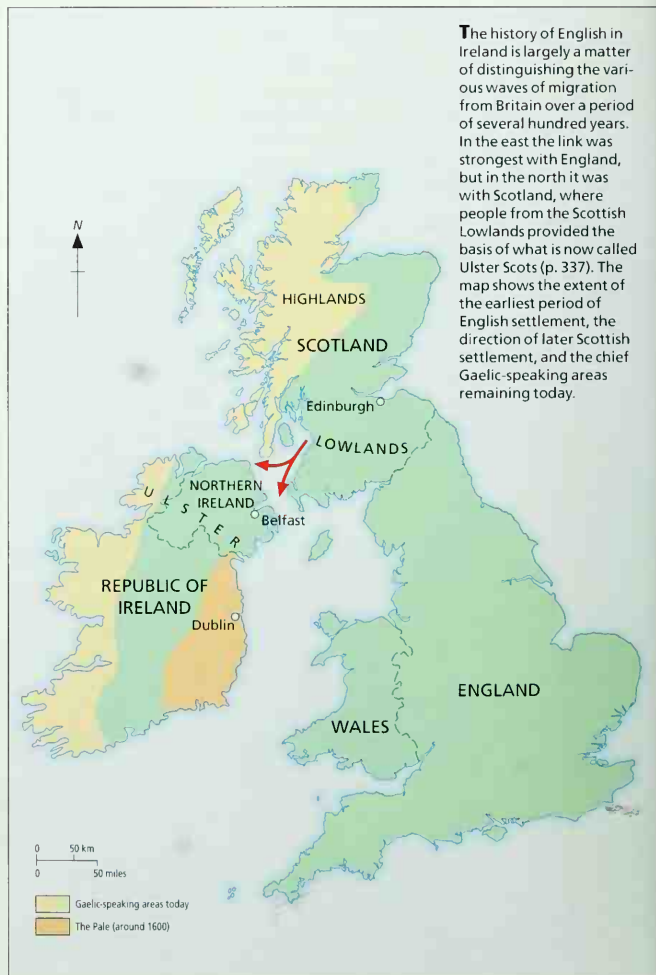 The history of English in
Ireland is largely a matter
of distinguishing the vari-
ous waves of migration
from Britain over a period
of several hundred years.
In the east the link was
strongest with England,
but in the north it was
with Scotland, where
people from the Scottish
Lowlands provided the
basis of what is now called
Ulster Scots (p. 337). The
map shows the extent of
the earliest period of
English settlement, the
direction of later Scottish
settlement, and the chief
Gaelic-speaking areas
remaining today.
N
HIGHLANDS
SCOTLAND
Edinburgh
LOWLANDS
NORTHERN
IRELAND
ULSTER
Belfast
REPUBLIC OF
IRELAND
Dublin
ENGLAND
WALES
0 50 km
0 50 miles
Gaelic-speaking areas today
The Pale (around 1600)